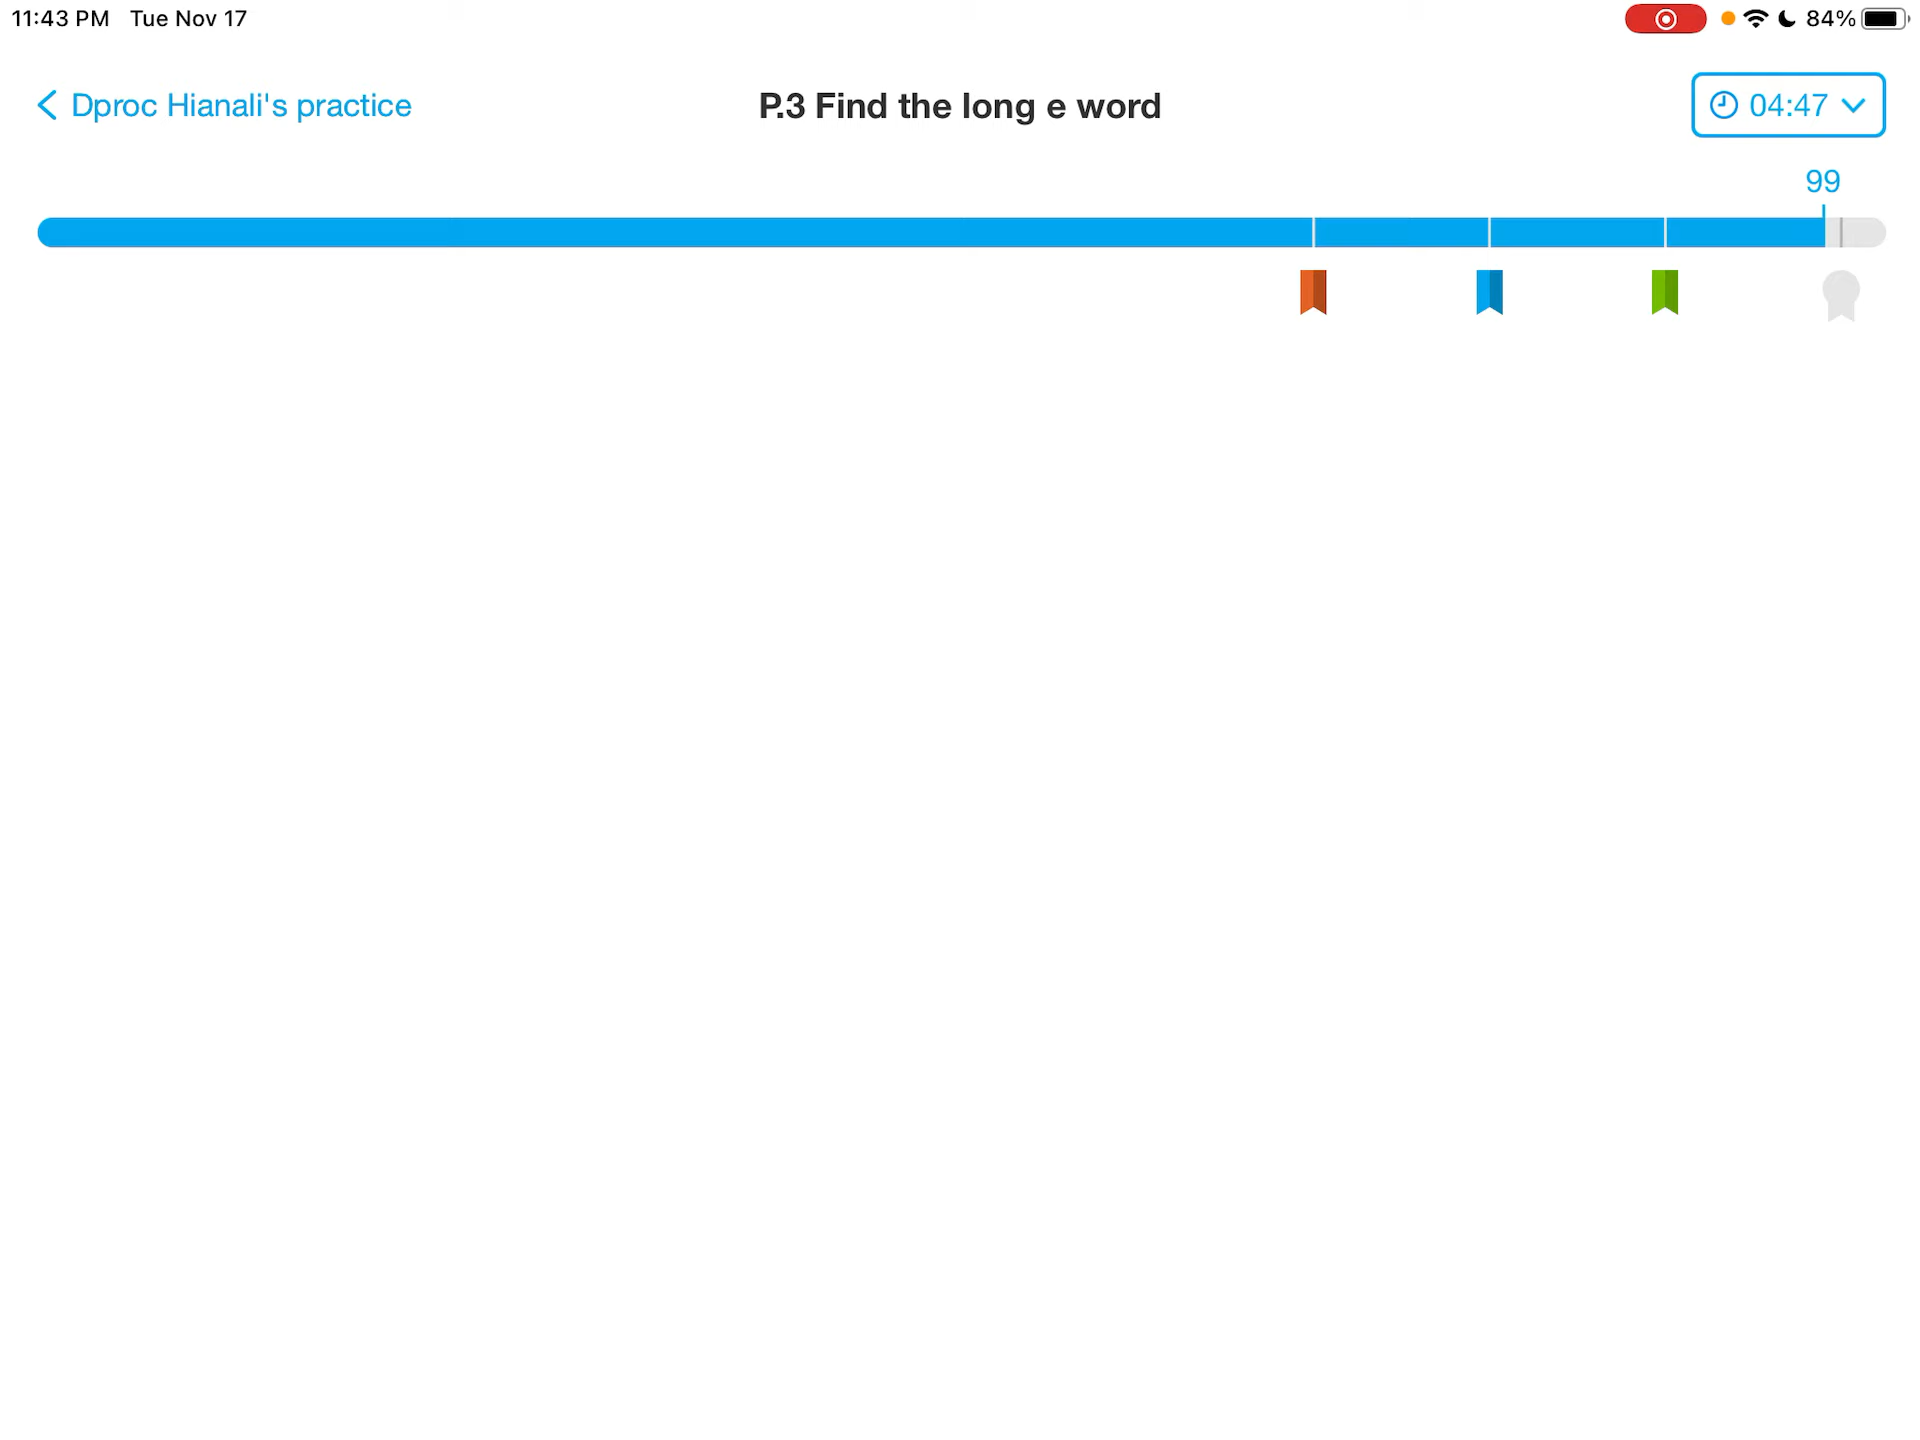 11:43 PM Tue Nov 17
84%
Dproc Hianali's practice
P.3 Find the long e word
04:47
99